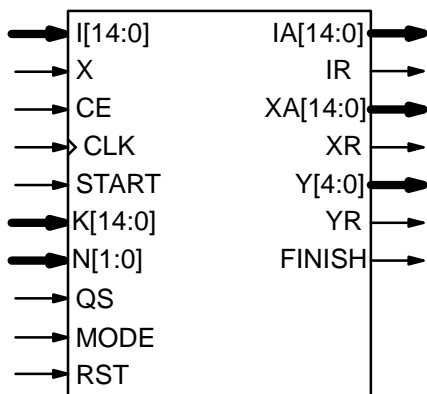 I[14:0] IA[14:0]
X IR
CE XA[14:0]
CLK XR
START Y[4:0]
K[14:0] YR
N[1:0] FINISH
QS
MODE
RST